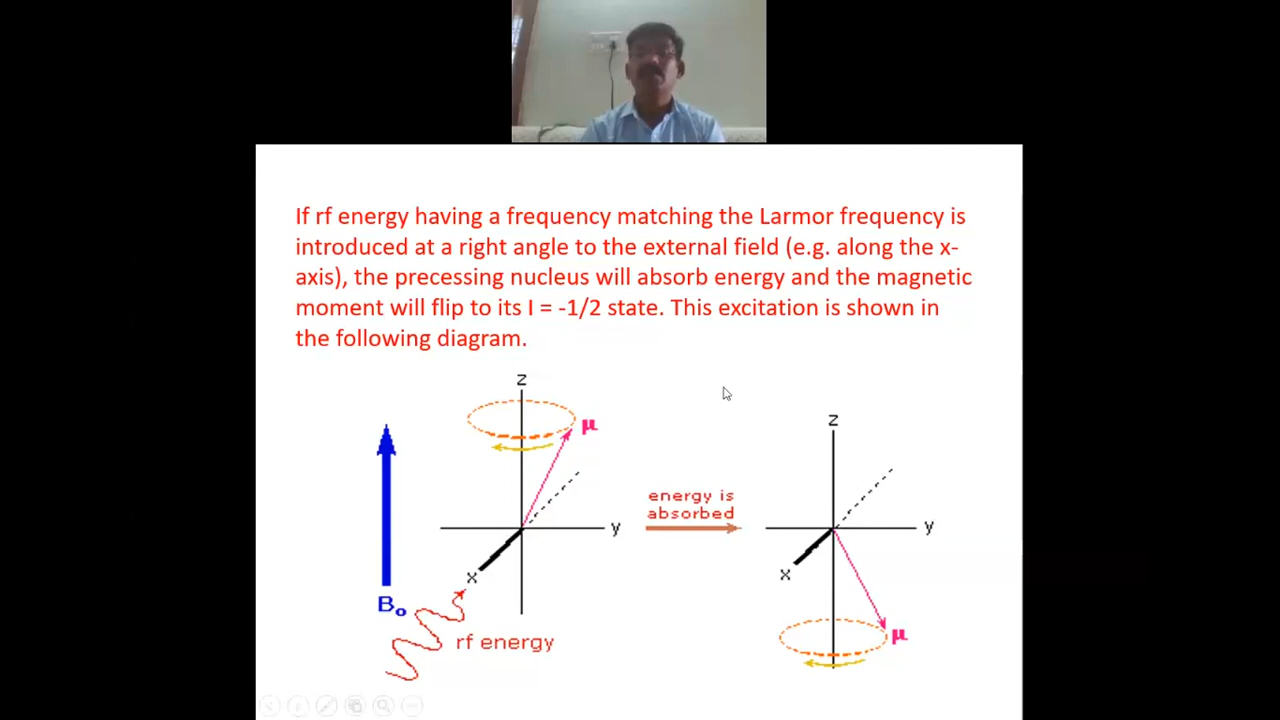 If rf energy having a frequency matching the Larmor frequency is
introduced at a right angle to the external field (e.g. along the x-
axis), the precessing nucleus will absorb energy and the magnetic
moment will flip to its I = -1/2 state. This excitation is shown in
the following diagram.
z
μ
y
x
B₀
rf energy
energy is
absorbed
z
y
x
μ